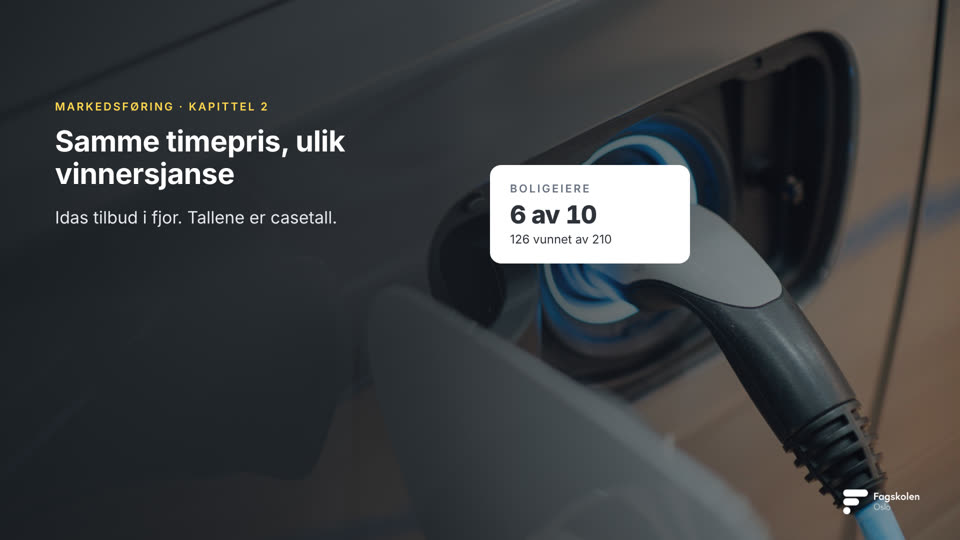 MARKEDSFØRING · KAPITTEL 2
Samme timepris, ulik
vinnersjanse
Idas tilbud i fjor. Tallene er casetall.
BOLIGEIERE
6 av 10
126 vunnet av 210
Fagskolen
Oslo